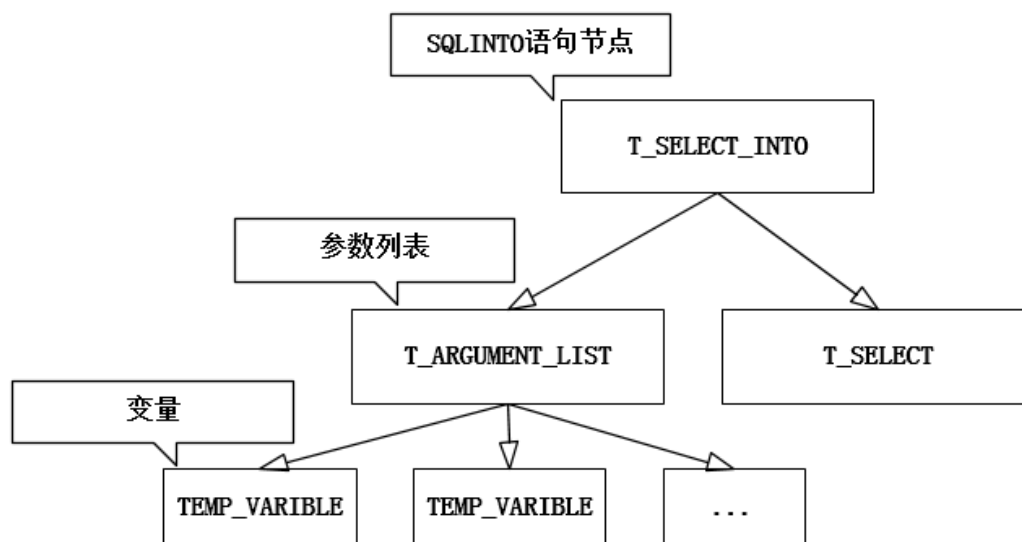 SQLINTO语句节点
T_SELECT_INTO
参数列表
T_ARGUMENT_LIST
T_SELECT
变量
TEMP_VARIBLE
TEMP_VARIBLE
...